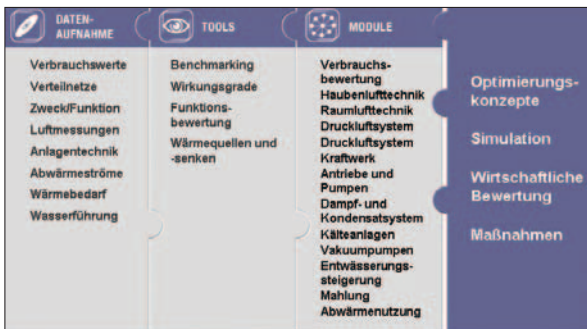 DATEN-
AUFNAHME
Verbrauchswerte
Verteilnetze
Zweck/Funktion
Luftmessungen
Anlagentechnik
Abwärmeströme
Wärmebedarf
Wasserführung
TOOLS
Benchmarking
Wirkungsgrade
Funktions-
bewertung
Wärmequellen und
-senken
MODULE
Verbrauchs-
bewertung
Haubenlufttechnik
Raumlufttechnik
Druckluftsystem
Druckluftsystem
Kraftwerk
Antriebe und
Pumpen
Dampf- und
Kondensatsystem
Kälteanlagen
Vakuumpumpen
Entwässerungs-
steigerung
Mahlung
Abwärmenutzung
Optimierungs-
konzepte
Simulation
Wirtschaftliche
Bewertung
Maßnahmen